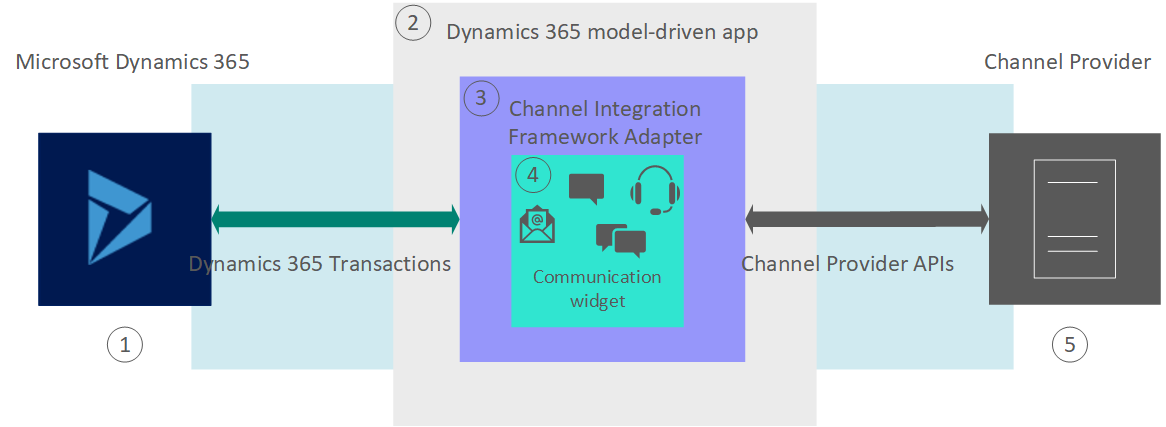 2
Dynamics 365 model-driven app
Microsoft Dynamics 365
Channel Provider
3
Channel Integration
Framework Adapter
4
@
Dynamics 365 Transactions
Communication
widget
Channel Provider APIs
1
5